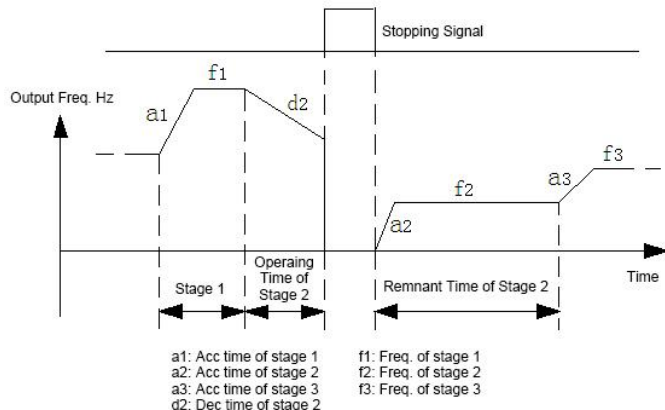 Stopping Signal
f1
Output Freq. Hz
a1
d2
f3
a3
f2
a2
Operaing
Time of
Stage 2
Stage 1
Remnant Time of Stage 2
Time
a1: Acc time of stage 1
a2: Acc time of stage 2
a3: Acc time of stage 3
d2: Dec time of stage 2
f1: Freq. of stage 1
f2: Freq. of stage 2
f3: Freq. of stage 3